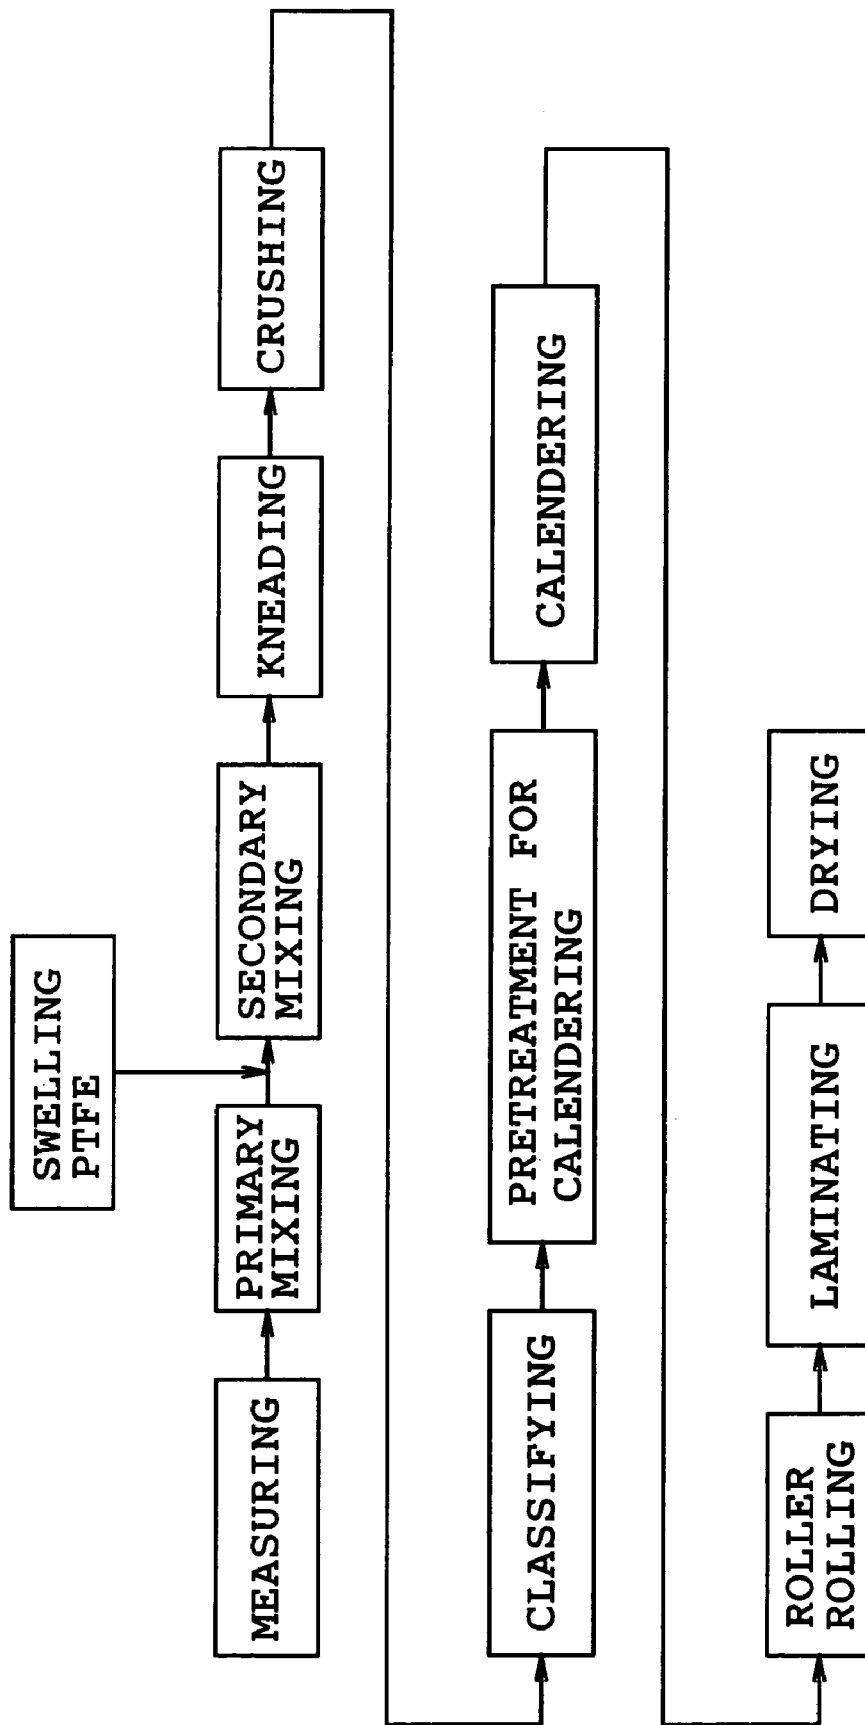 SWELLING
PTFE
MEASURING
PRIMARY
MIXING
SECONDARY
MIXING
KNEADING
CRUSHING
CLASSIFYING
PRETREATMENT FOR
CALENDERING
CALENDERING
ROLLER
ROLLING
LAMINATING
DRYING